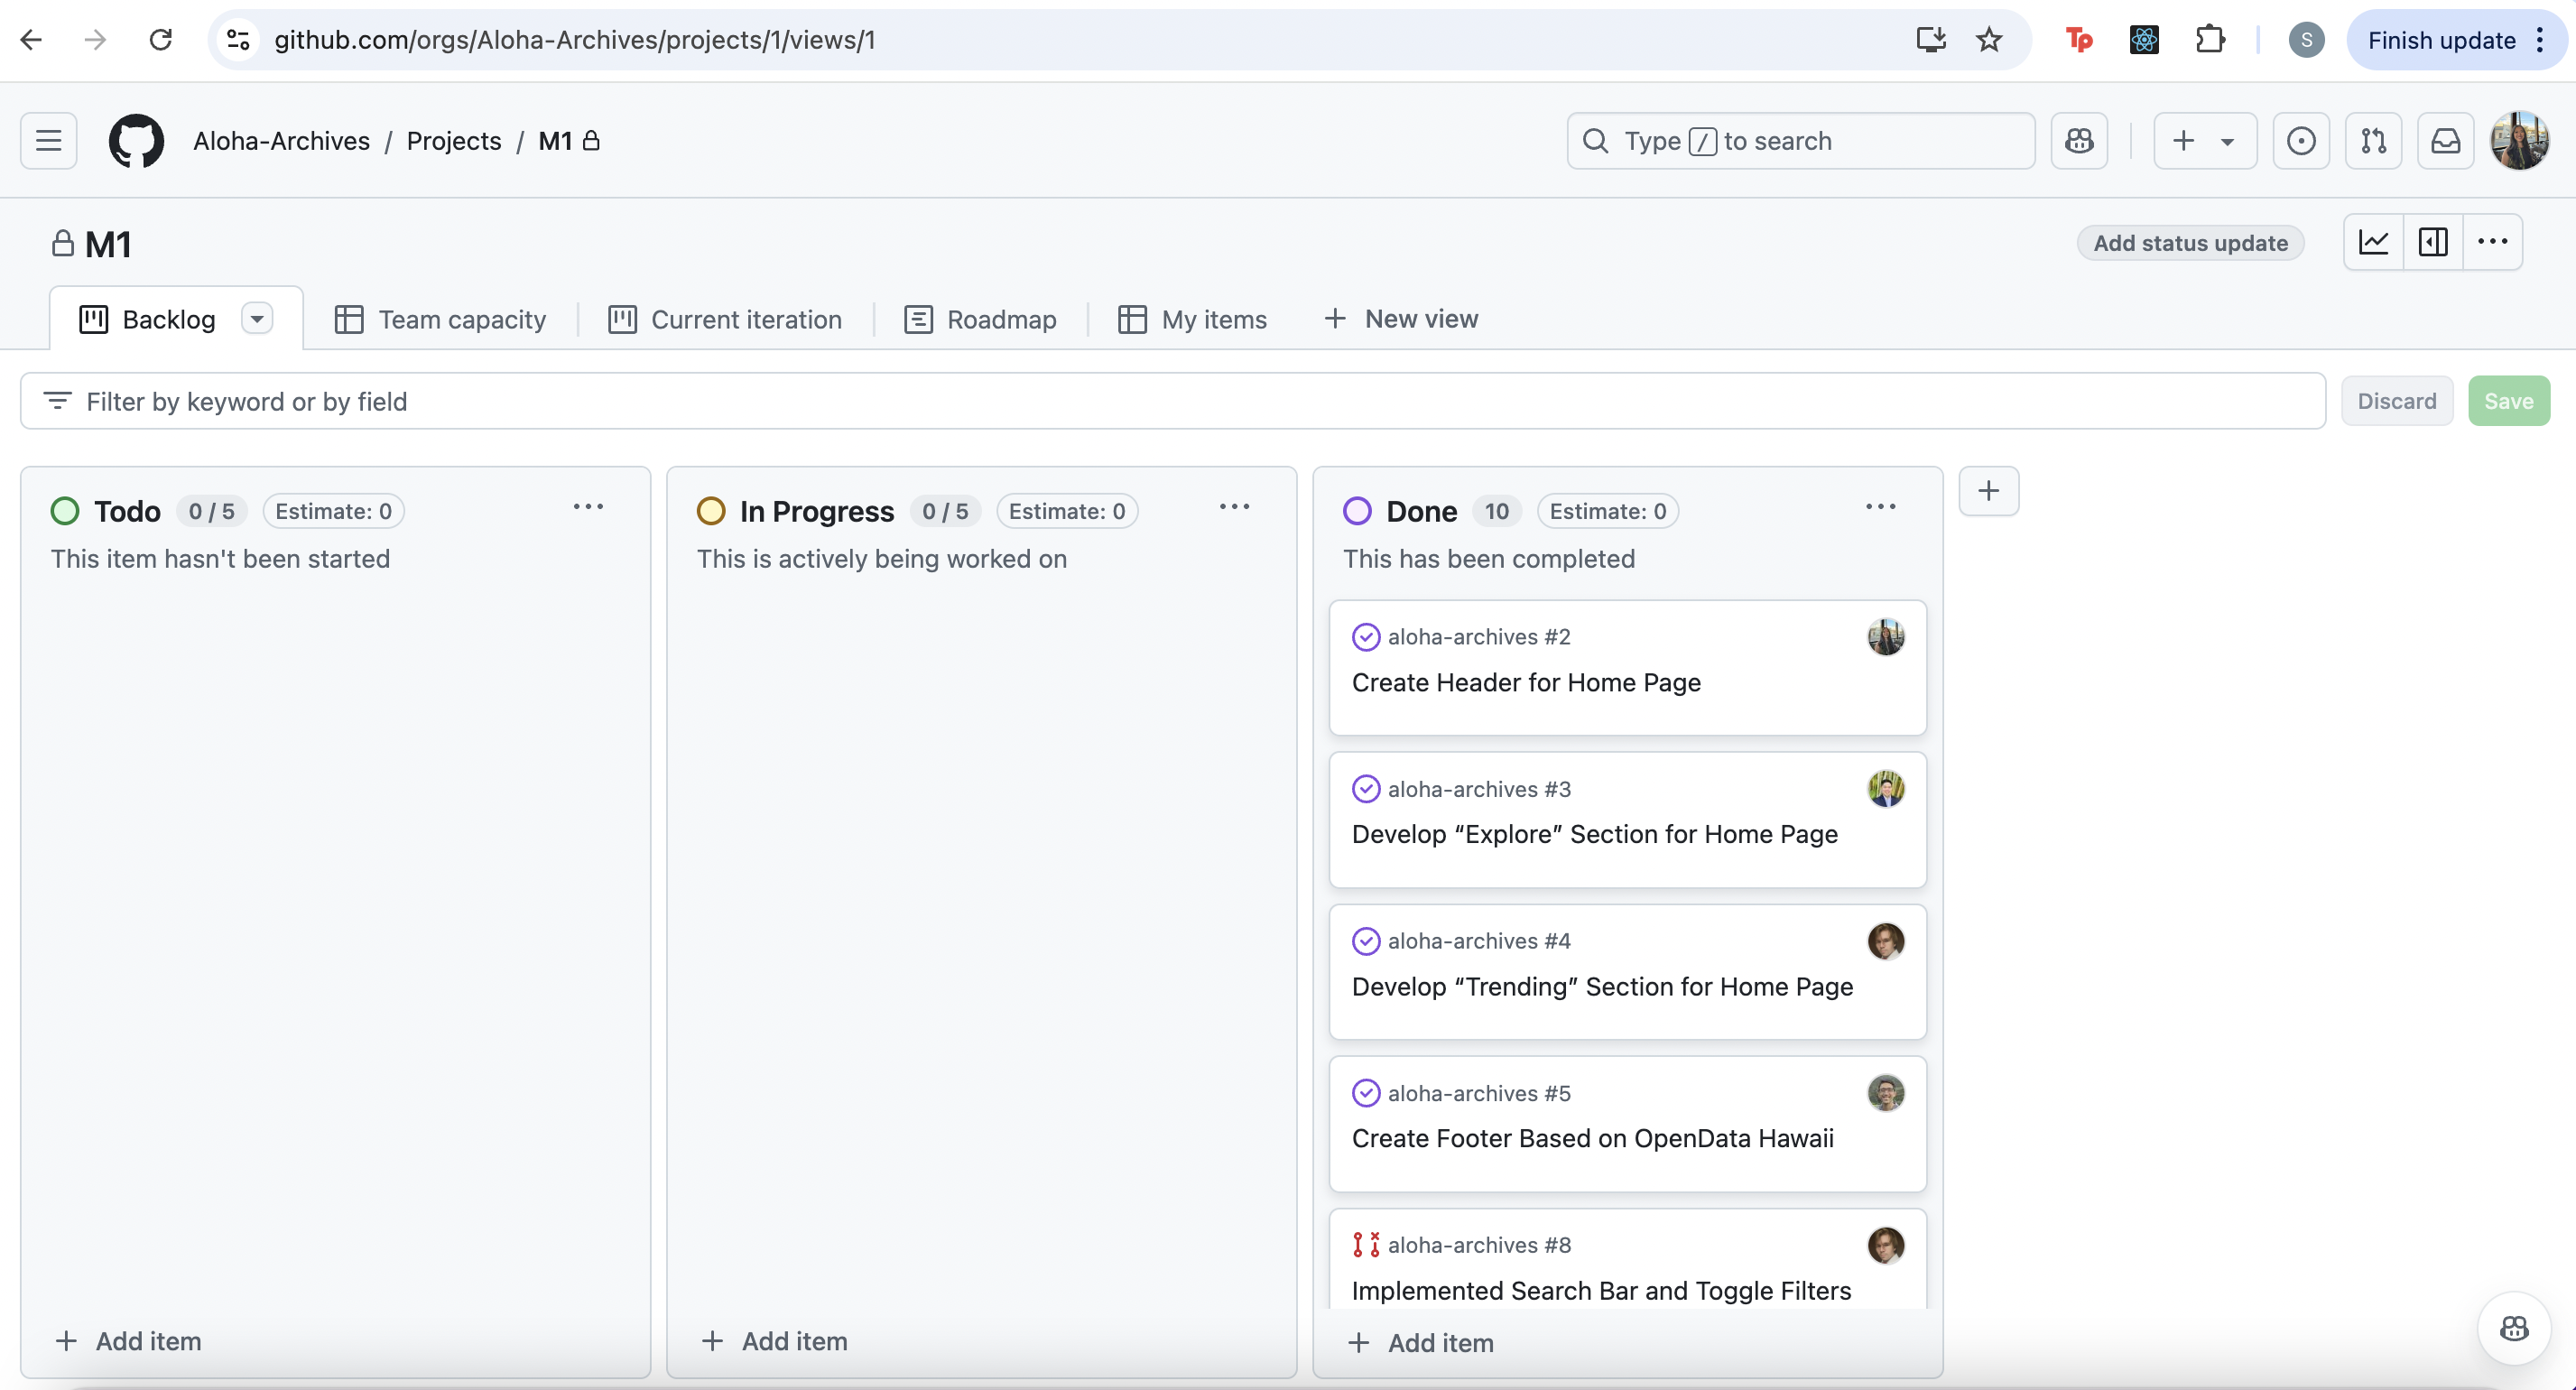 github.com/orgs/Aloha-Archives/projects/1/views/1
Tp
S
Finish update
Aloha-Archives / Projects / M1
Type / to search
M1
Add status update
Backlog
Team capacity
Current iteration
Roadmap
My items
New view
Filter by keyword or by field
Discard
Save
Todo 0 / 5 Estimate: 0
This item hasn't been started
Add item
In Progress 0 / 5 Estimate: 0
This is actively being worked on
Add item
Done 10 Estimate: 0
This has been completed
aloha-archives #2
Create Header for Home Page
aloha-archives #3
Develop “Explore” Section for Home Page
aloha-archives #4
Develop “Trending” Section for Home Page
aloha-archives #5
Create Footer Based on OpenData Hawaii
aloha-archives #8
Implemented Search Bar and Toggle Filters
Add item